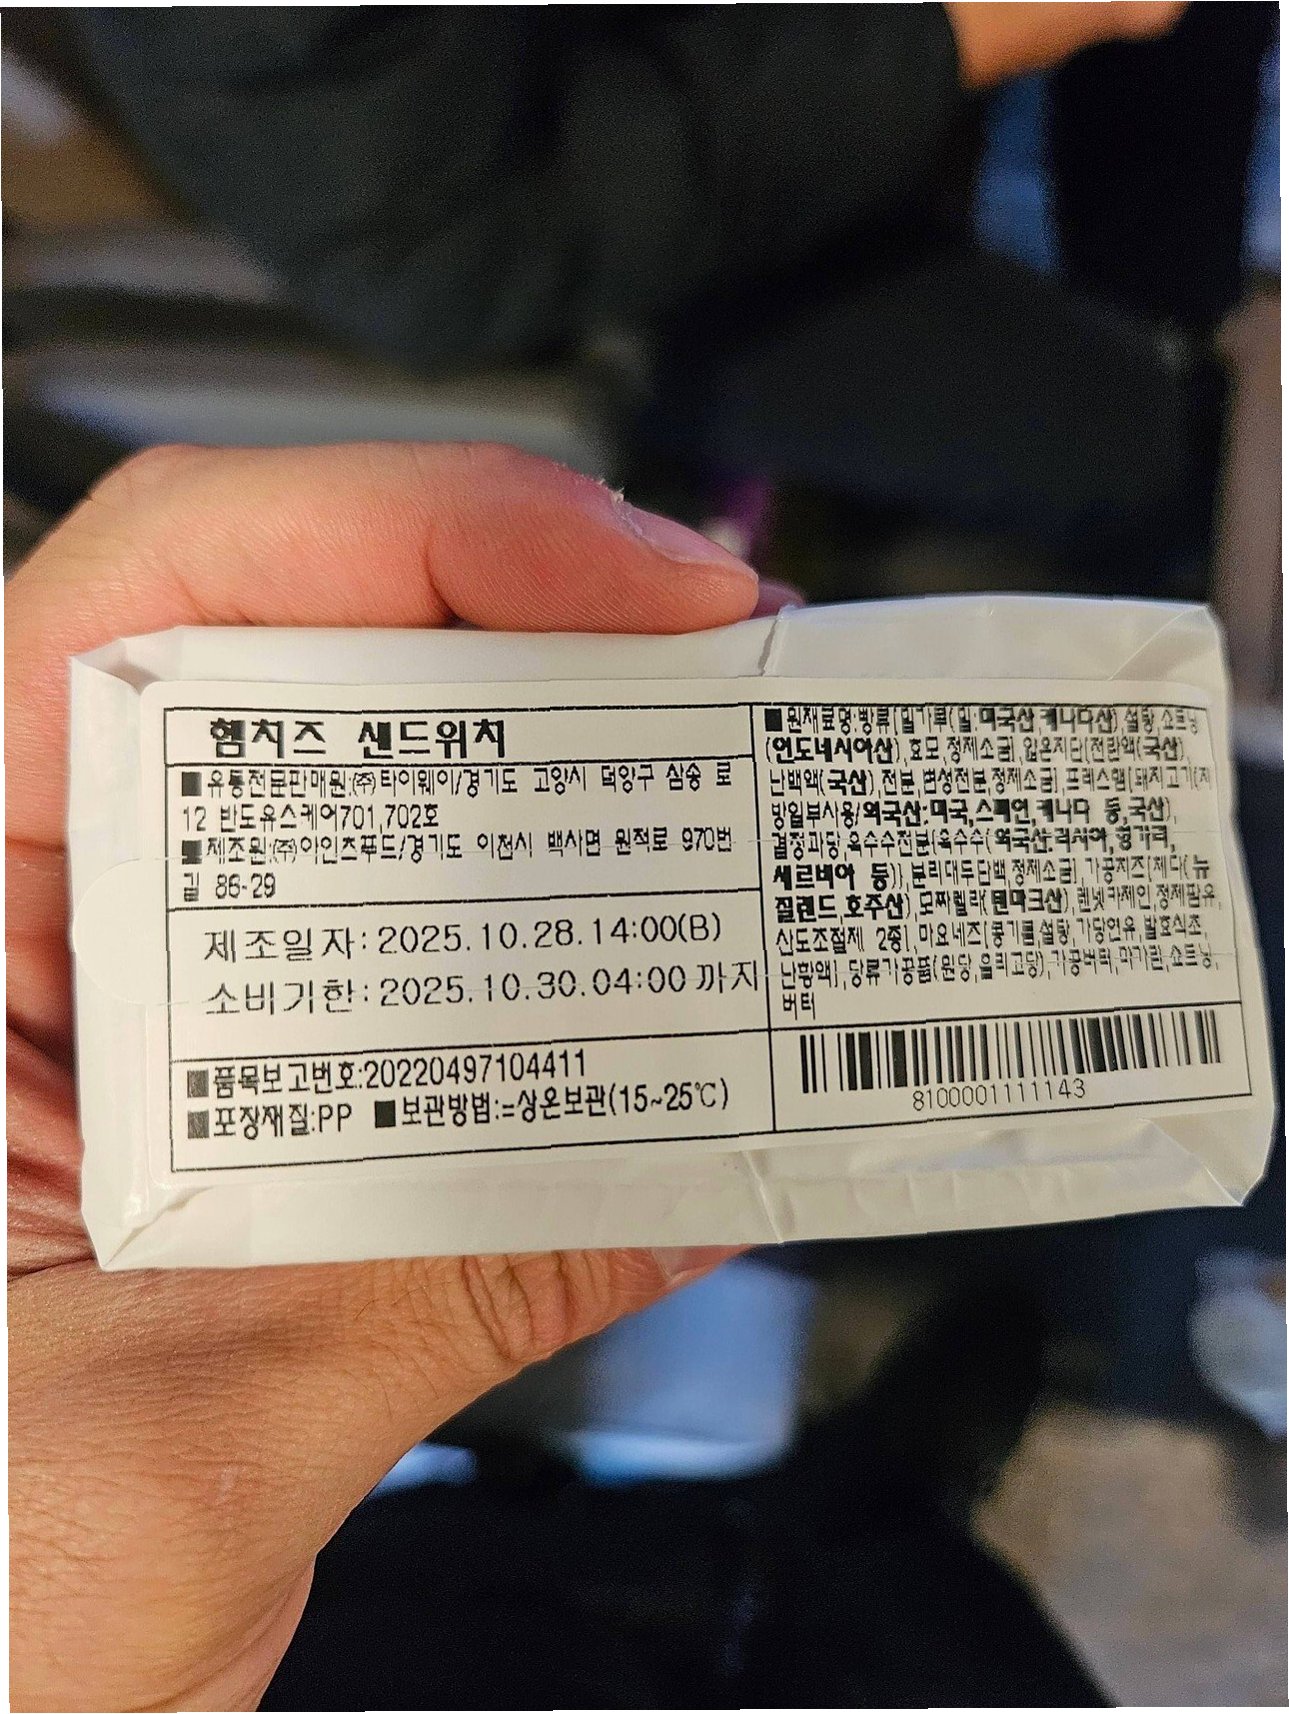 햄치즈 샌드위치
■유통전문판매원:㈜타이웨이/경기도 고양시 덕양구 삼송 로
12 반도유스케어701,702호
■제조원:㈜아인츠푸드/경기도 이천시 백사면 원적로 970번
길 86-29
제조일자:2025.10.28.14:00(B)
소비기한:2025.10.30.04:00까지
■품목보고번호:20220497104411
■포장재질:PP ■보관방법:=상온보관(15~25℃)
■원재료명:빵류[밀가루(밀:미국산,캐나다산),설탕,쇼트닝
(인도네시아산),효모,정제소금],얇은지단[전란액(국산),
난백액(국산),전분,변성전분,정제소금],프레스햄[돼지고기(지
방일부사용/외국산:미국,스페인,캐나다 등,국산),
결정과당,옥수수전분(옥수수(외국산:러시아,헝가리,
세르비아 등)),분리대두단백,정제소금],가공치즈[체다(뉴
질랜드,호주산),모짜렐라(덴마크산),렌넷카제인,정제팜유,
산도조절제 2종],마요네즈[콩기름,설탕,가당연유,발효식초,
난황액],당류가공품(원당,올리고당),가공버터,마가린,쇼트닝,
버터
8100001111143